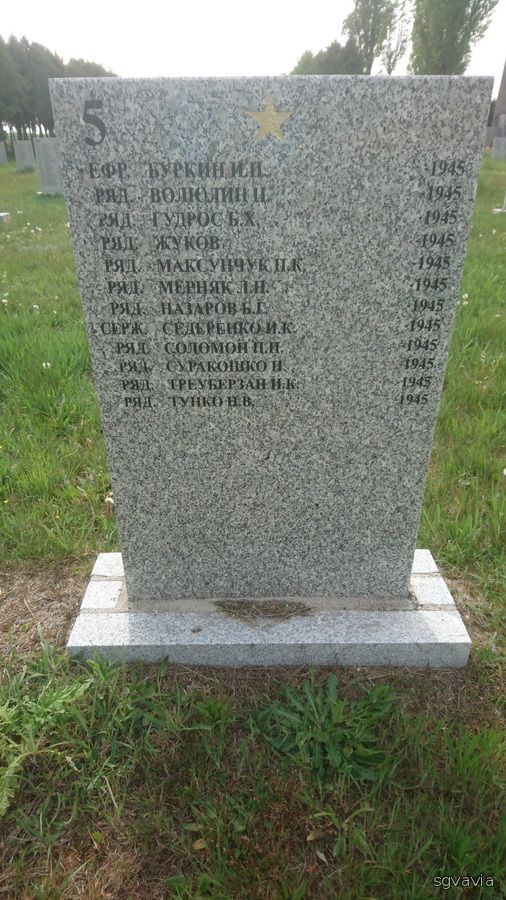 5
ЕФР. БУРКИН И.П. -1945
РЯД. ВОЛЮЛИН Ц. -1945
РЯД. ГУДРОС Б.Х. -1945
РЯД. ЖУКОВ -1945
РЯД. МАКСУНЧУК П.К. -1945
РЯД. МЕРНЯК Л.Н. -1945
РЯД. НАЗАРОВ Б.Г. -1945
СЕРЖ. СЕДЕРЕНКО И.К. -1945
РЯД. СОЛОМОН П.П. -1945
РЯД. СУРАКОШКО Н. -1945
РЯД. ТРЕУБЕРЗАН И.К. -1945
РЯД. ТУНКО Н.В. -1945
sgvavia